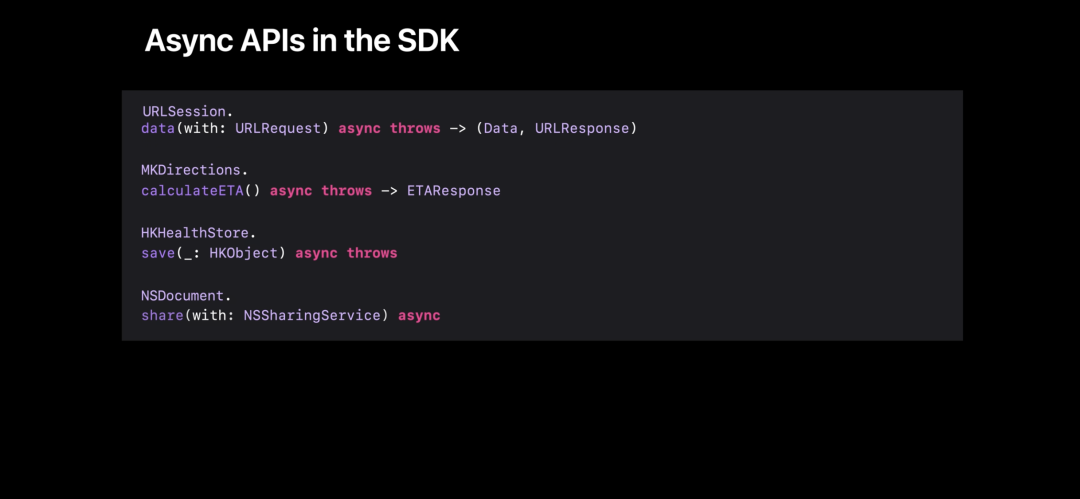 Async APIs in the SDK
URLSession.
data(with: URLRequest) async throws -> (Data, URLResponse)
MKDirections.
calculateETA() async throws -> ETAResponse
HKHealthStore.
save(_: HKObject) async throws
NSDocument.
share(with: NSSharingService) async